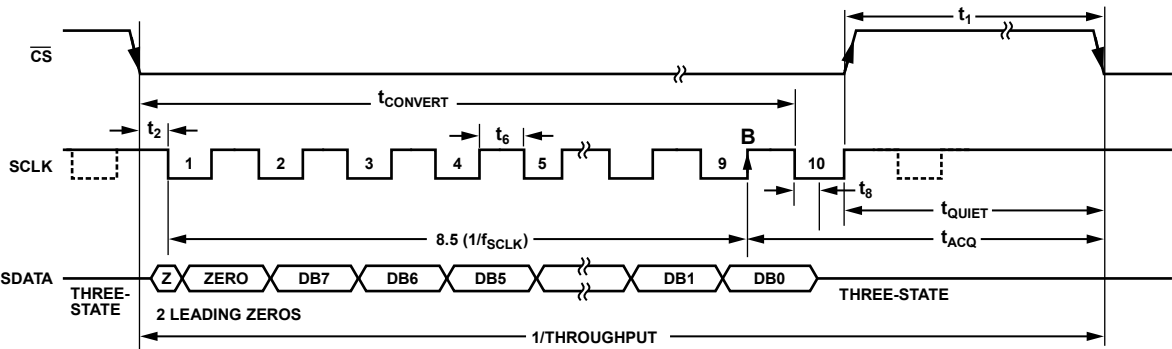 t1
CS
tCONVERT
t2
t6
B
SCLK
1 2 3 4 5 9 10
t8
tQUIET
8.5 (1/fSCLK)
tACQ
SDATA
Z ZERO DB7 DB6 DB5 DB1 DB0
THREE-
STATE
THREE-STATE
2 LEADING ZEROS
1/THROUGHPUT